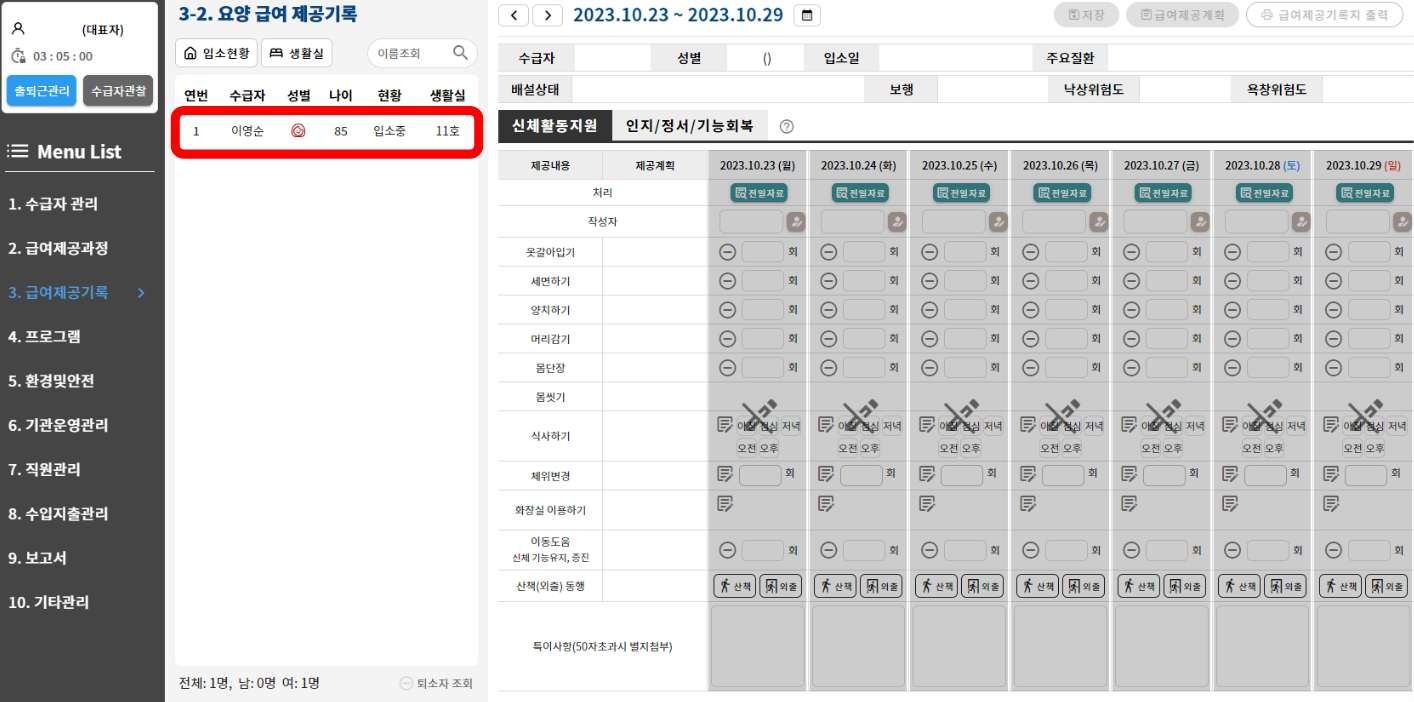 (대표자)
03 : 05 : 00
출퇴근관리 수급자관찰
Menu List
1. 수급자 관리
2. 급여제공과정
3. 급여제공기록
4. 프로그램
5. 환경및안전
6. 기관운영관리
7. 직원관리
8. 수입지출관리
9. 보고서
10. 기타관리
3-2. 요양 급여 제공기록
입소현황 생활실 이름조회
연번 수급자 성별 나이 현황 생활실
1 이영순 여 85 입소중 11호
전체: 1명, 남: 0명 여: 1명 퇴소자 조회
2023.10.23 ~ 2023.10.29 저장 급여제공계획 급여제공기록지 출력
수급자 성별 () 입소일 주요질환
배설상태 보행 낙상위험도 욕창위험도
신체활동지원 인지/정서/기능회복 ?
제공내용 제공계획 2023.10.23 (월) 2023.10.24 (화) 2023.10.25 (수) 2023.10.26 (목) 2023.10.27 (금) 2023.10.28 (토) 2023.10.29 (일)
처리 전일자료 전일자료 전일자료 전일자료 전일자료 전일자료 전일자료
작성자
옷갈아입기 회 회 회 회 회 회 회
세면하기 회 회 회 회 회 회 회
양치하기 회 회 회 회 회 회 회
머리감기 회 회 회 회 회 회 회
몸단장 회 회 회 회 회 회 회
몸씻기
식사하기 아침 점심 저녁 아침 점심 저녁 아침 점심 저녁 아침 점심 저녁 아침 점심 저녁 아침 점심 저녁 아침 점심 저녁
오전 오후 오전 오후 오전 오후 오전 오후 오전 오후 오전 오후 오전 오후
체위변경 회 회 회 회 회 회 회
화장실 이용하기
이동도움
신체 기능유지, 증진 회 회 회 회 회 회 회
산책(외출) 동행 산책 외출 산책 외출 산책 외출 산책 외출 산책 외출 산책 외출 산책 외출
특이사항(50자초과시 별지첨부)